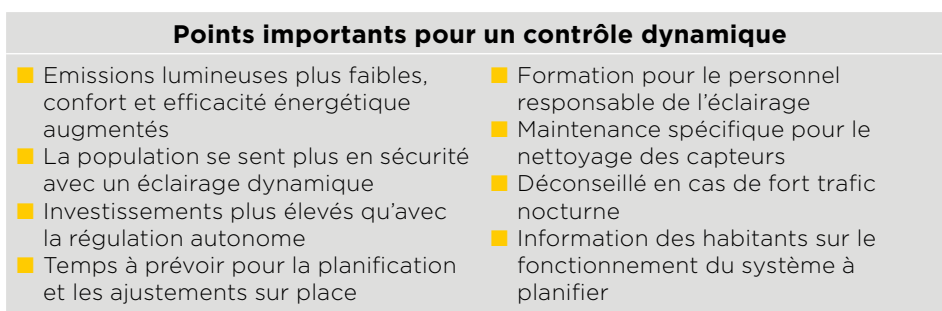 Points importants pour un contrôle dynamique
Emissions lumineuses plus faibles,
confort et efficacité énergétique
augmentés
La population se sent plus en sécurité
avec un éclairage dynamique
Investissements plus élevés qu'avec
la régulation autonome
Temps à prévoir pour la planification
et les ajustements sur place
Formation pour le personnel
responsable de l'éclairage
Maintenance spécifique pour le
nettoyage des capteurs
Déconseillé en cas de fort trafic
nocturne
Information des habitants sur le
fonctionnement du système à
planifier